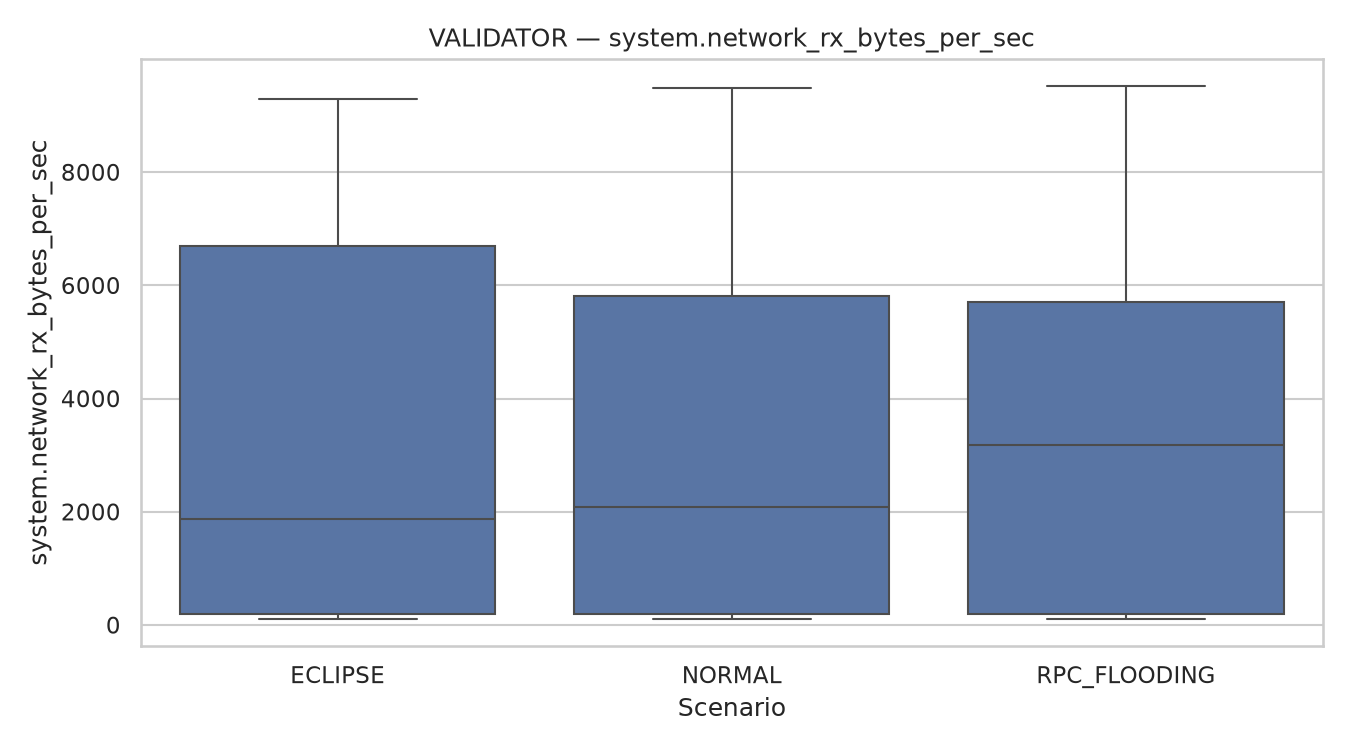 VALIDATOR — system.network_rx_bytes_per_sec
system.network_rx_bytes_per_sec
8000
6000
4000
2000
0
ECLIPSE
NORMAL
RPC_FLOODING
Scenario